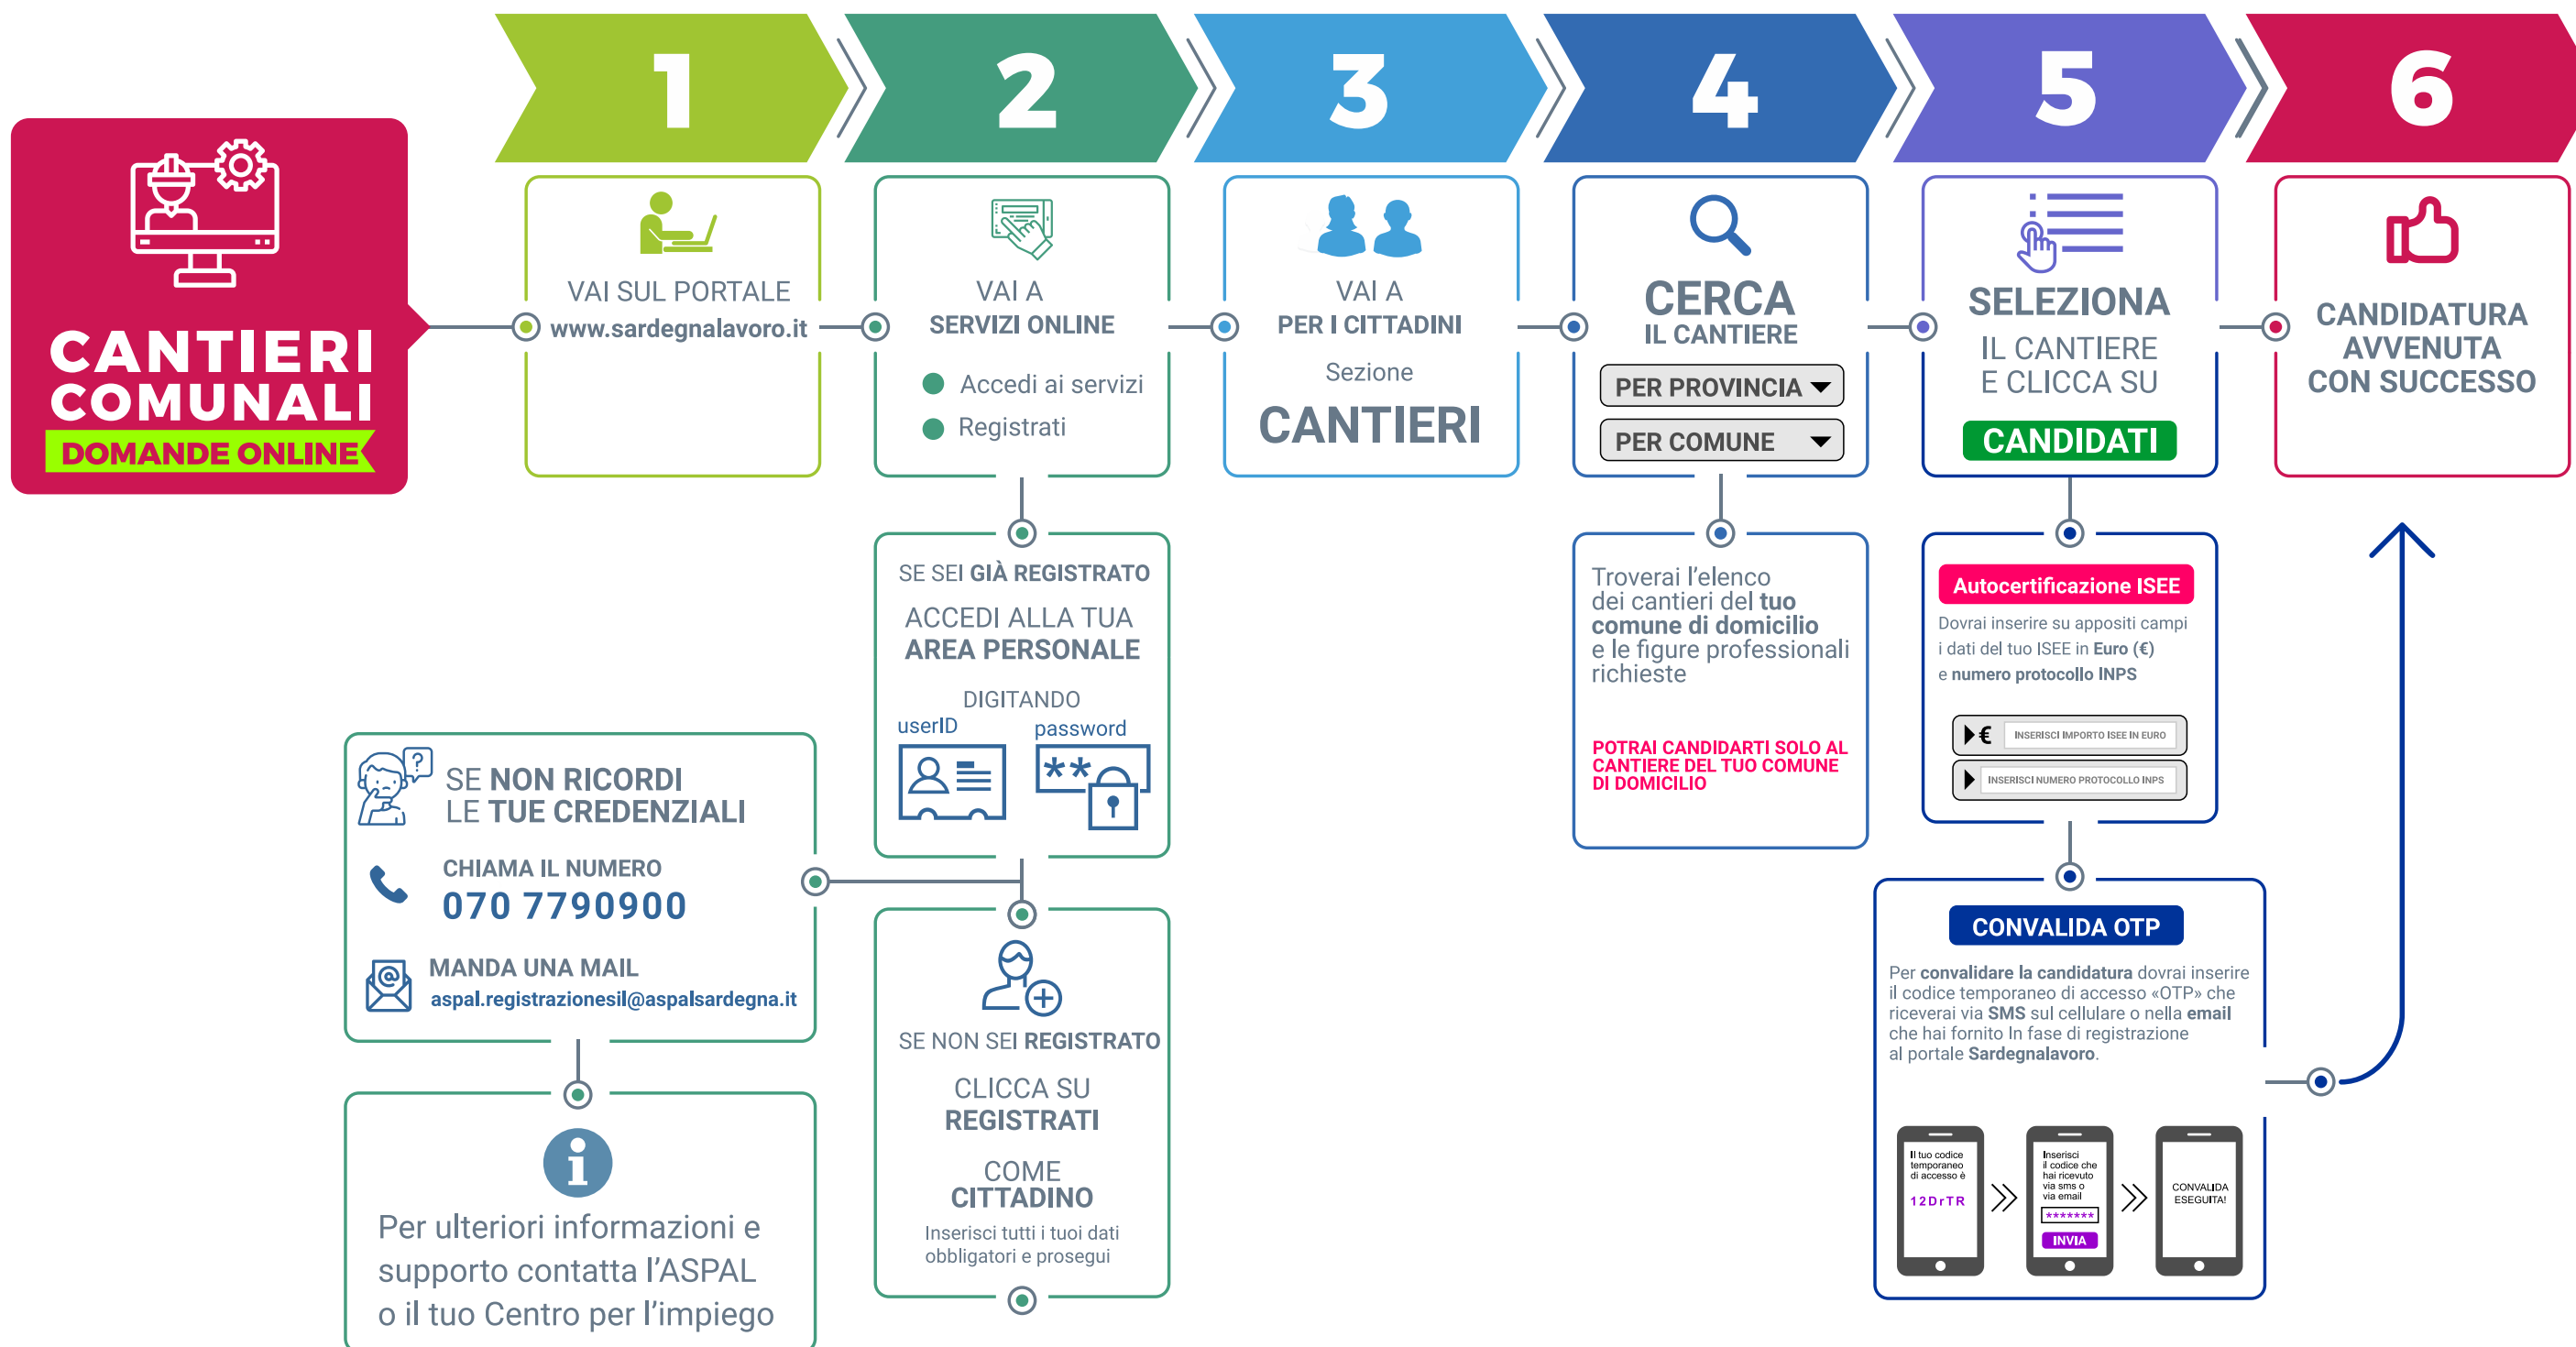 CANTIERI
COMUNALI
DOMANDE ONLINE
1
VAI SUL PORTALE
www.sardegnalavoro.it
2
VAI A
SERVIZI ONLINE
Accedi ai servizi
Registrati
SE SEI GIÀ REGISTRATO
ACCEDI ALLA TUA
AREA PERSONALE
DIGITANDO
userID
password
**
SE NON RICORDI
LE TUE CREDENZIALI
CHIAMA IL NUMERO
070 7790900
MANDA UNA MAIL
aspal.registrazionesil@aspalsardegna.it
Per ulteriori informazioni e
supporto contatta l'ASPAL
o il tuo Centro per l'impiego
SE NON SEI REGISTRATO
CLICCA SU
REGISTRATI
COME
CITTADINO
Inserisci tutti i tuoi dati
obbligatori e prosegui
3
VAI A
PER I CITTADINI
Sezione
CANTIERI
4
CERCA
IL CANTIERE
PER PROVINCIA
PER COMUNE
Troverai l'elenco
dei cantieri del tuo
comune di domicilio
e le figure professionali
richieste
POTRAI CANDIDARTI SOLO AL
CANTIERE DEL TUO COMUNE
DI DOMICILIO
5
SELEZIONA
IL CANTIERE
E CLICCA SU
CANDIDATI
Autocertificazione ISEE
Dovrai inserire su appositi campi
i dati del tuo ISEE in Euro (€)
e numero protocollo INPS
€ INSERISCI IMPORTO ISEE IN EURO
INSERISCI NUMERO PROTOCOLLO INPS
CONVALIDA OTP
Per convalidare la candidatura dovrai inserire
il codice temporaneo di accesso «OTP» che
riceverai via SMS sul cellulare o nella email
che hai fornito In fase di registrazione
al portale Sardegnalavoro.
Il tuo codice
temporaneo
di accesso è
12DrTR
Inserisci
il codice che
hai ricevuto
via sms o
via email
*******
INVIA
CONVALIDA
ESEGUITA!
6
CANDIDATURA
AVVENUTA
CON SUCCESSO